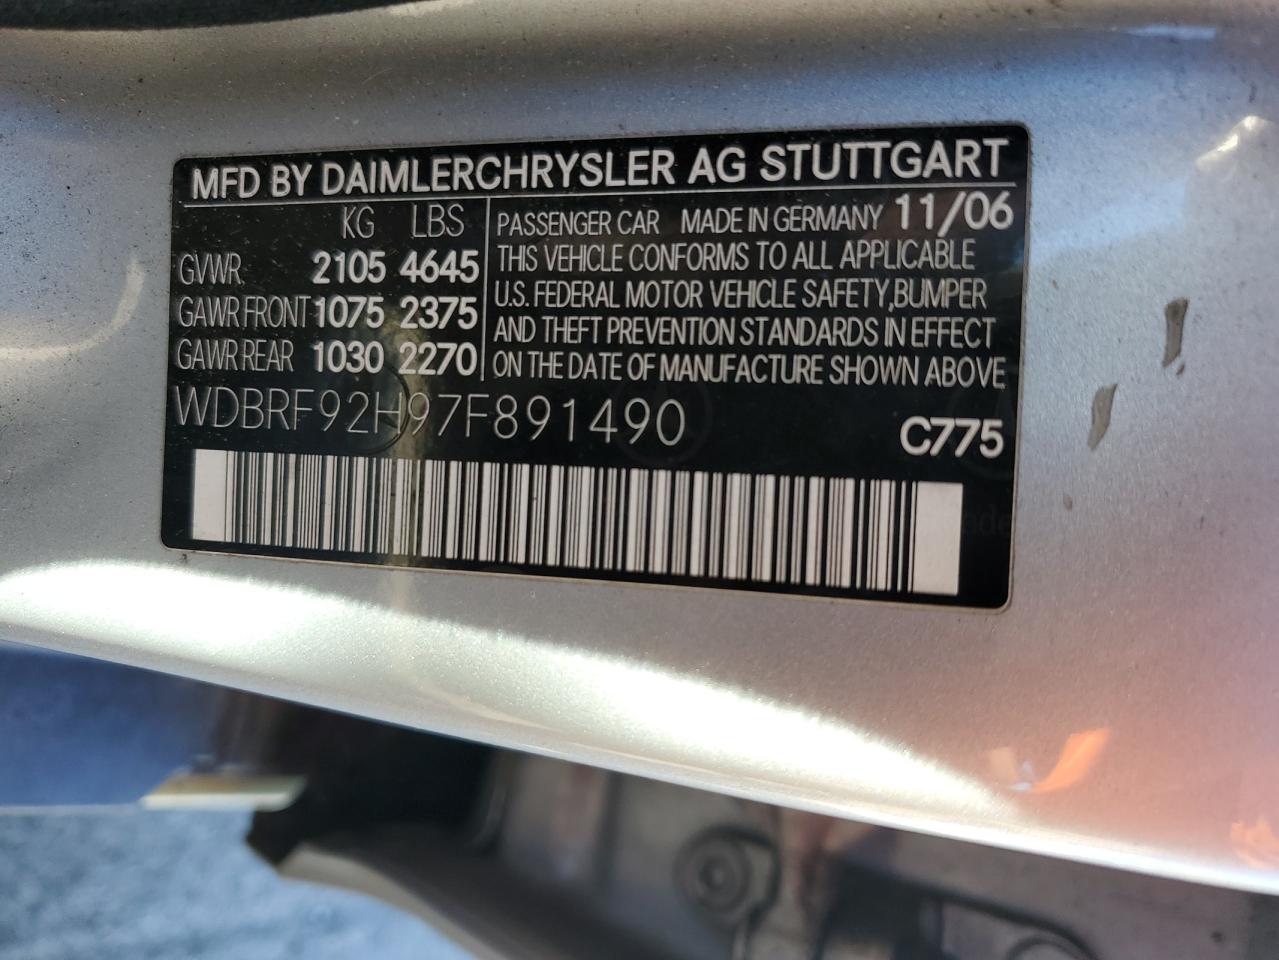 MFD BY DAIMLERCHRYSLER AG STUTTGART
KG LBS
GVWR 2105 4645
GAWR FRONT 1075 2375
GAWR REAR 1030 2270
PASSENGER CAR MADE IN GERMANY 11/06
THIS VEHICLE CONFORMS TO ALL APPLICABLE
U.S. FEDERAL MOTOR VEHICLE SAFETY,BUMPER
AND THEFT PREVENTION STANDARDS IN EFFECT
ON THE DATE OF MANUFACTURE SHOWN ABOVE
WDBRF92H97F891490
C775